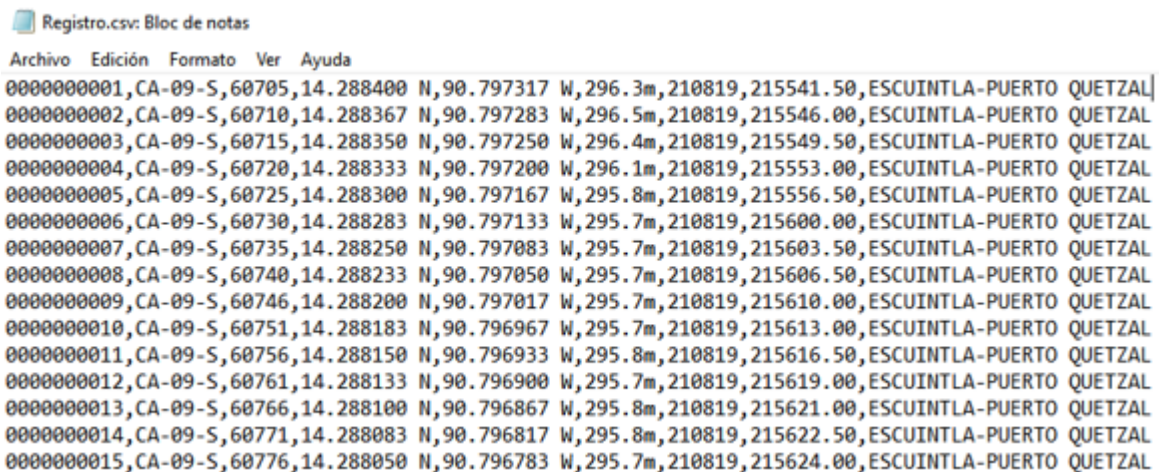 Registro.csv: Bloc de notas
Archivo Edición Formato Ver Ayuda
0000000001,CA-09-S,60705,14.288400 N,90.797317 W,296.3m,210819,215541.50,ESCUINTLA-PUERTO QUETZAL
0000000002,CA-09-S,60710,14.288367 N,90.797283 W,296.5m,210819,215546.00,ESCUINTLA-PUERTO QUETZAL
0000000003,CA-09-S,60715,14.288350 N,90.797250 W,296.4m,210819,215549.50,ESCUINTLA-PUERTO QUETZAL
0000000004,CA-09-S,60720,14.288333 N,90.797200 W,296.1m,210819,215553.00,ESCUINTLA-PUERTO QUETZAL
0000000005,CA-09-S,60725,14.288300 N,90.797167 W,295.8m,210819,215556.50,ESCUINTLA-PUERTO QUETZAL
0000000006,CA-09-S,60730,14.288283 N,90.797133 W,295.7m,210819,215600.00,ESCUINTLA-PUERTO QUETZAL
0000000007,CA-09-S,60735,14.288250 N,90.797083 W,295.7m,210819,215603.50,ESCUINTLA-PUERTO QUETZAL
0000000008,CA-09-S,60740,14.288233 N,90.797050 W,295.7m,210819,215606.50,ESCUINTLA-PUERTO QUETZAL
0000000009,CA-09-S,60746,14.288200 N,90.797017 W,295.7m,210819,215610.00,ESCUINTLA-PUERTO QUETZAL
0000000010,CA-09-S,60751,14.288183 N,90.796967 W,295.7m,210819,215613.00,ESCUINTLA-PUERTO QUETZAL
0000000011,CA-09-S,60756,14.288150 N,90.796933 W,295.8m,210819,215616.50,ESCUINTLA-PUERTO QUETZAL
0000000012,CA-09-S,60761,14.288133 N,90.796900 W,295.7m,210819,215619.00,ESCUINTLA-PUERTO QUETZAL
0000000013,CA-09-S,60766,14.288100 N,90.796867 W,295.8m,210819,215621.00,ESCUINTLA-PUERTO QUETZAL
0000000014,CA-09-S,60771,14.288083 N,90.796817 W,295.8m,210819,215622.50,ESCUINTLA-PUERTO QUETZAL
0000000015,CA-09-S,60776,14.288050 N,90.796783 W,295.7m,210819,215624.00,ESCUINTLA-PUERTO QUETZAL